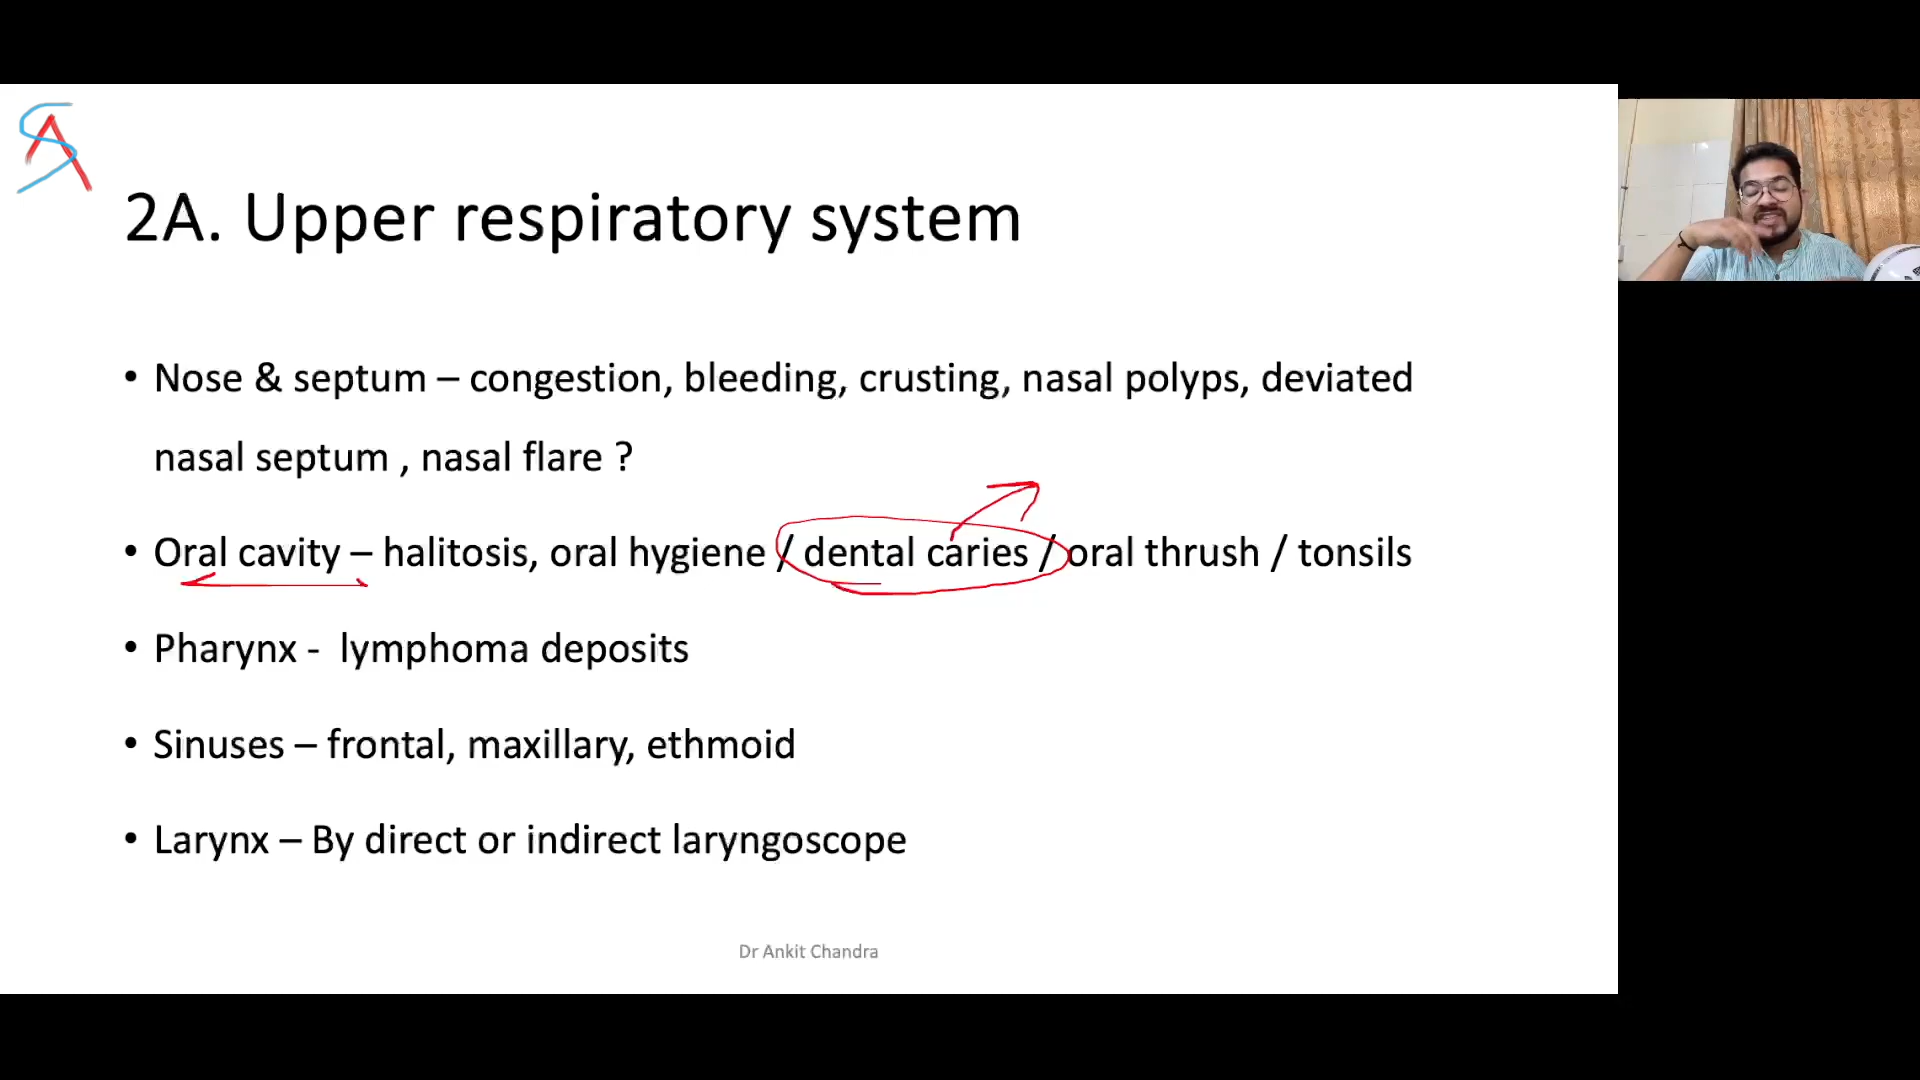 2A. Upper respiratory system
• Nose & septum – congestion, bleeding, crusting, nasal polyps, deviated
nasal septum , nasal flare ?
• Oral cavity – halitosis, oral hygiene / dental caries / oral thrush / tonsils
• Pharynx - lymphoma deposits
• Sinuses – frontal, maxillary, ethmoid
• Larynx – By direct or indirect laryngoscope
Dr Ankit Chandra